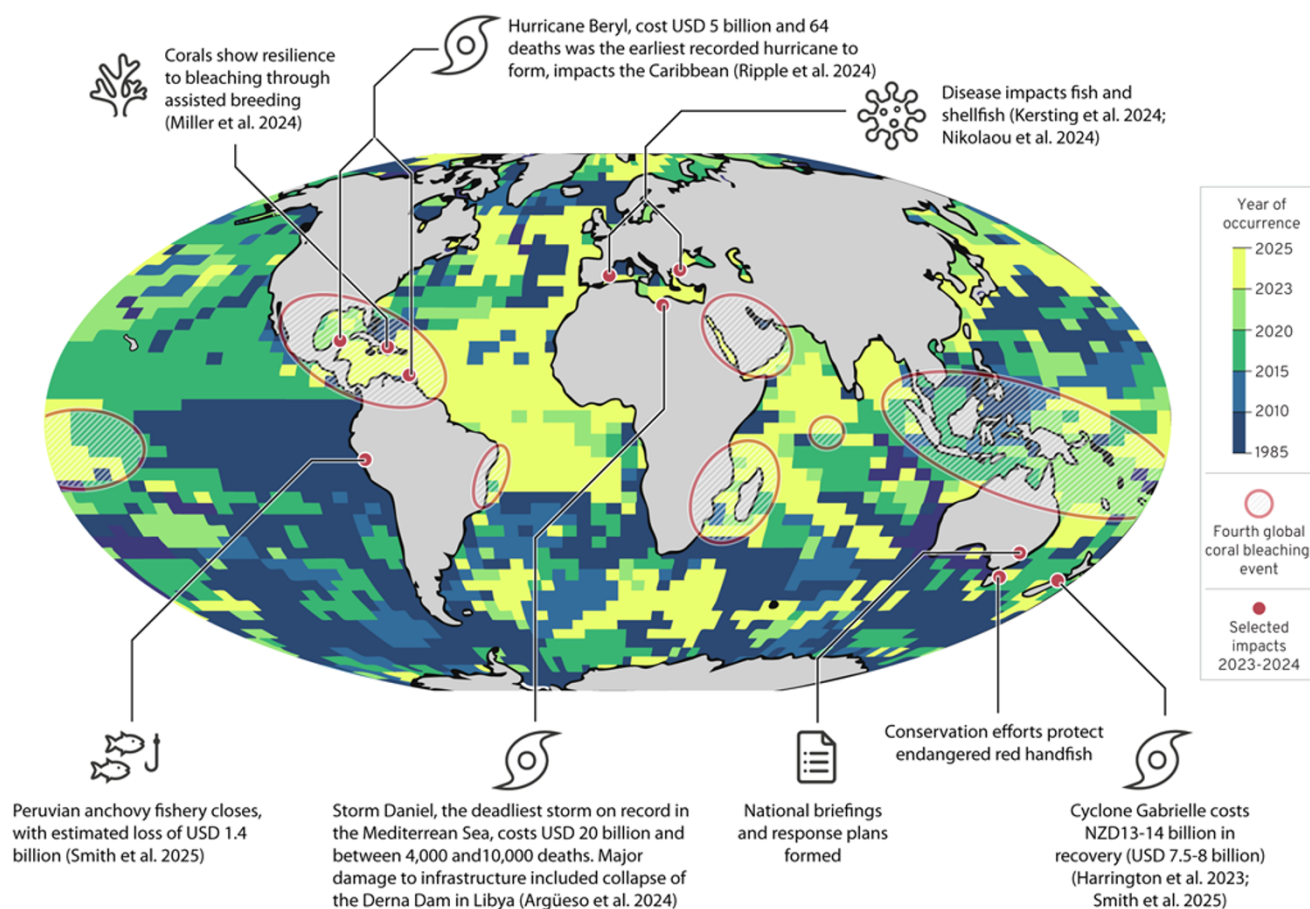 Hurricane Beryl, cost USD 5 billion and 64
deaths was the earliest recorded hurricane to
form, impacts the Caribbean (Ripple et al. 2024)
Corals show resilience
to bleaching through
assisted breeding
(Miller et al. 2024)
Disease impacts fish and
shellfish (Kersting et al. 2024;
Nikolaou et al. 2024)
Year of
occurrence
2025
2023
2020
2015
2010
1985
Fourth global
coral bleaching
event
Selected
impacts
2023-2024
Conservation efforts protect
endangered red handfish
Peruvian anchovy fishery closes,
with estimated loss of USD 1.4
billion (Smith et al. 2025)
Storm Daniel, the deadliest storm on record in
the Mediterrean Sea, costs USD 20 billion and
between 4,000 and10,000 deaths. Major
damage to infrastructure included collapse of
the Derna Dam in Libya (Argüeso et al. 2024)
National briefings
and response plans
formed
Cyclone Gabrielle costs
NZD13-14 billion in
recovery (USD 7.5-8 billion)
(Harrington et al. 2023;
Smith et al. 2025)